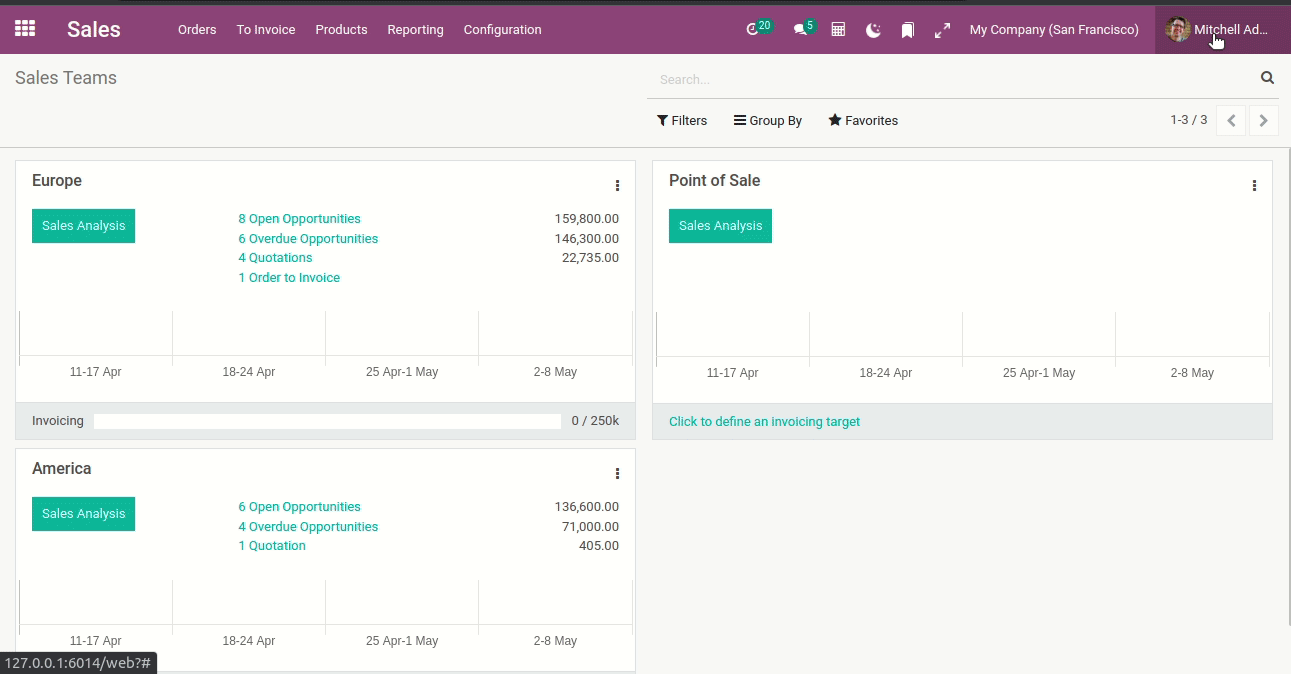 Sales Orders To Invoice Products Reporting Configuration 20 5 My Company (San Francisco) Mitchell Ad...
Sales Teams
Search...
Filters Group By Favorites 1-3 / 3
Europe
Sales Analysis
8 Open Opportunities 159,800.00
6 Overdue Opportunities 146,300.00
4 Quotations 22,735.00
1 Order to Invoice
11-17 Apr 18-24 Apr 25 Apr-1 May 2-8 May
Invoicing 0 / 250k
Point of Sale
Sales Analysis
11-17 Apr 18-24 Apr 25 Apr-1 May 2-8 May
Click to define an invoicing target
America
Sales Analysis
6 Open Opportunities 136,600.00
4 Overdue Opportunities 71,000.00
1 Quotation 405.00
11-17 Apr 18-24 Apr 25 Apr-1 May 2-8 May
127.0.0.1:6014/web?#